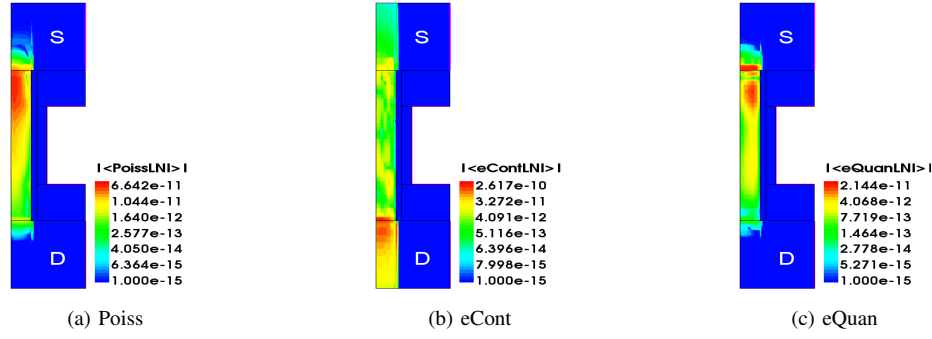 S
D
|<PoissLNI>|
6.642e-11
1.044e-11
1.640e-12
2.577e-13
4.050e-14
6.364e-15
1.000e-15
(a) Poiss
S
D
|<eContLNI>|
2.617e-10
3.272e-11
4.091e-12
5.116e-13
6.396e-14
7.998e-15
1.000e-15
(b) eCont
S
D
|<eQuanLNI>|
2.144e-11
4.068e-12
7.719e-13
1.464e-13
2.778e-14
5.271e-15
1.000e-15
(c) eQuan